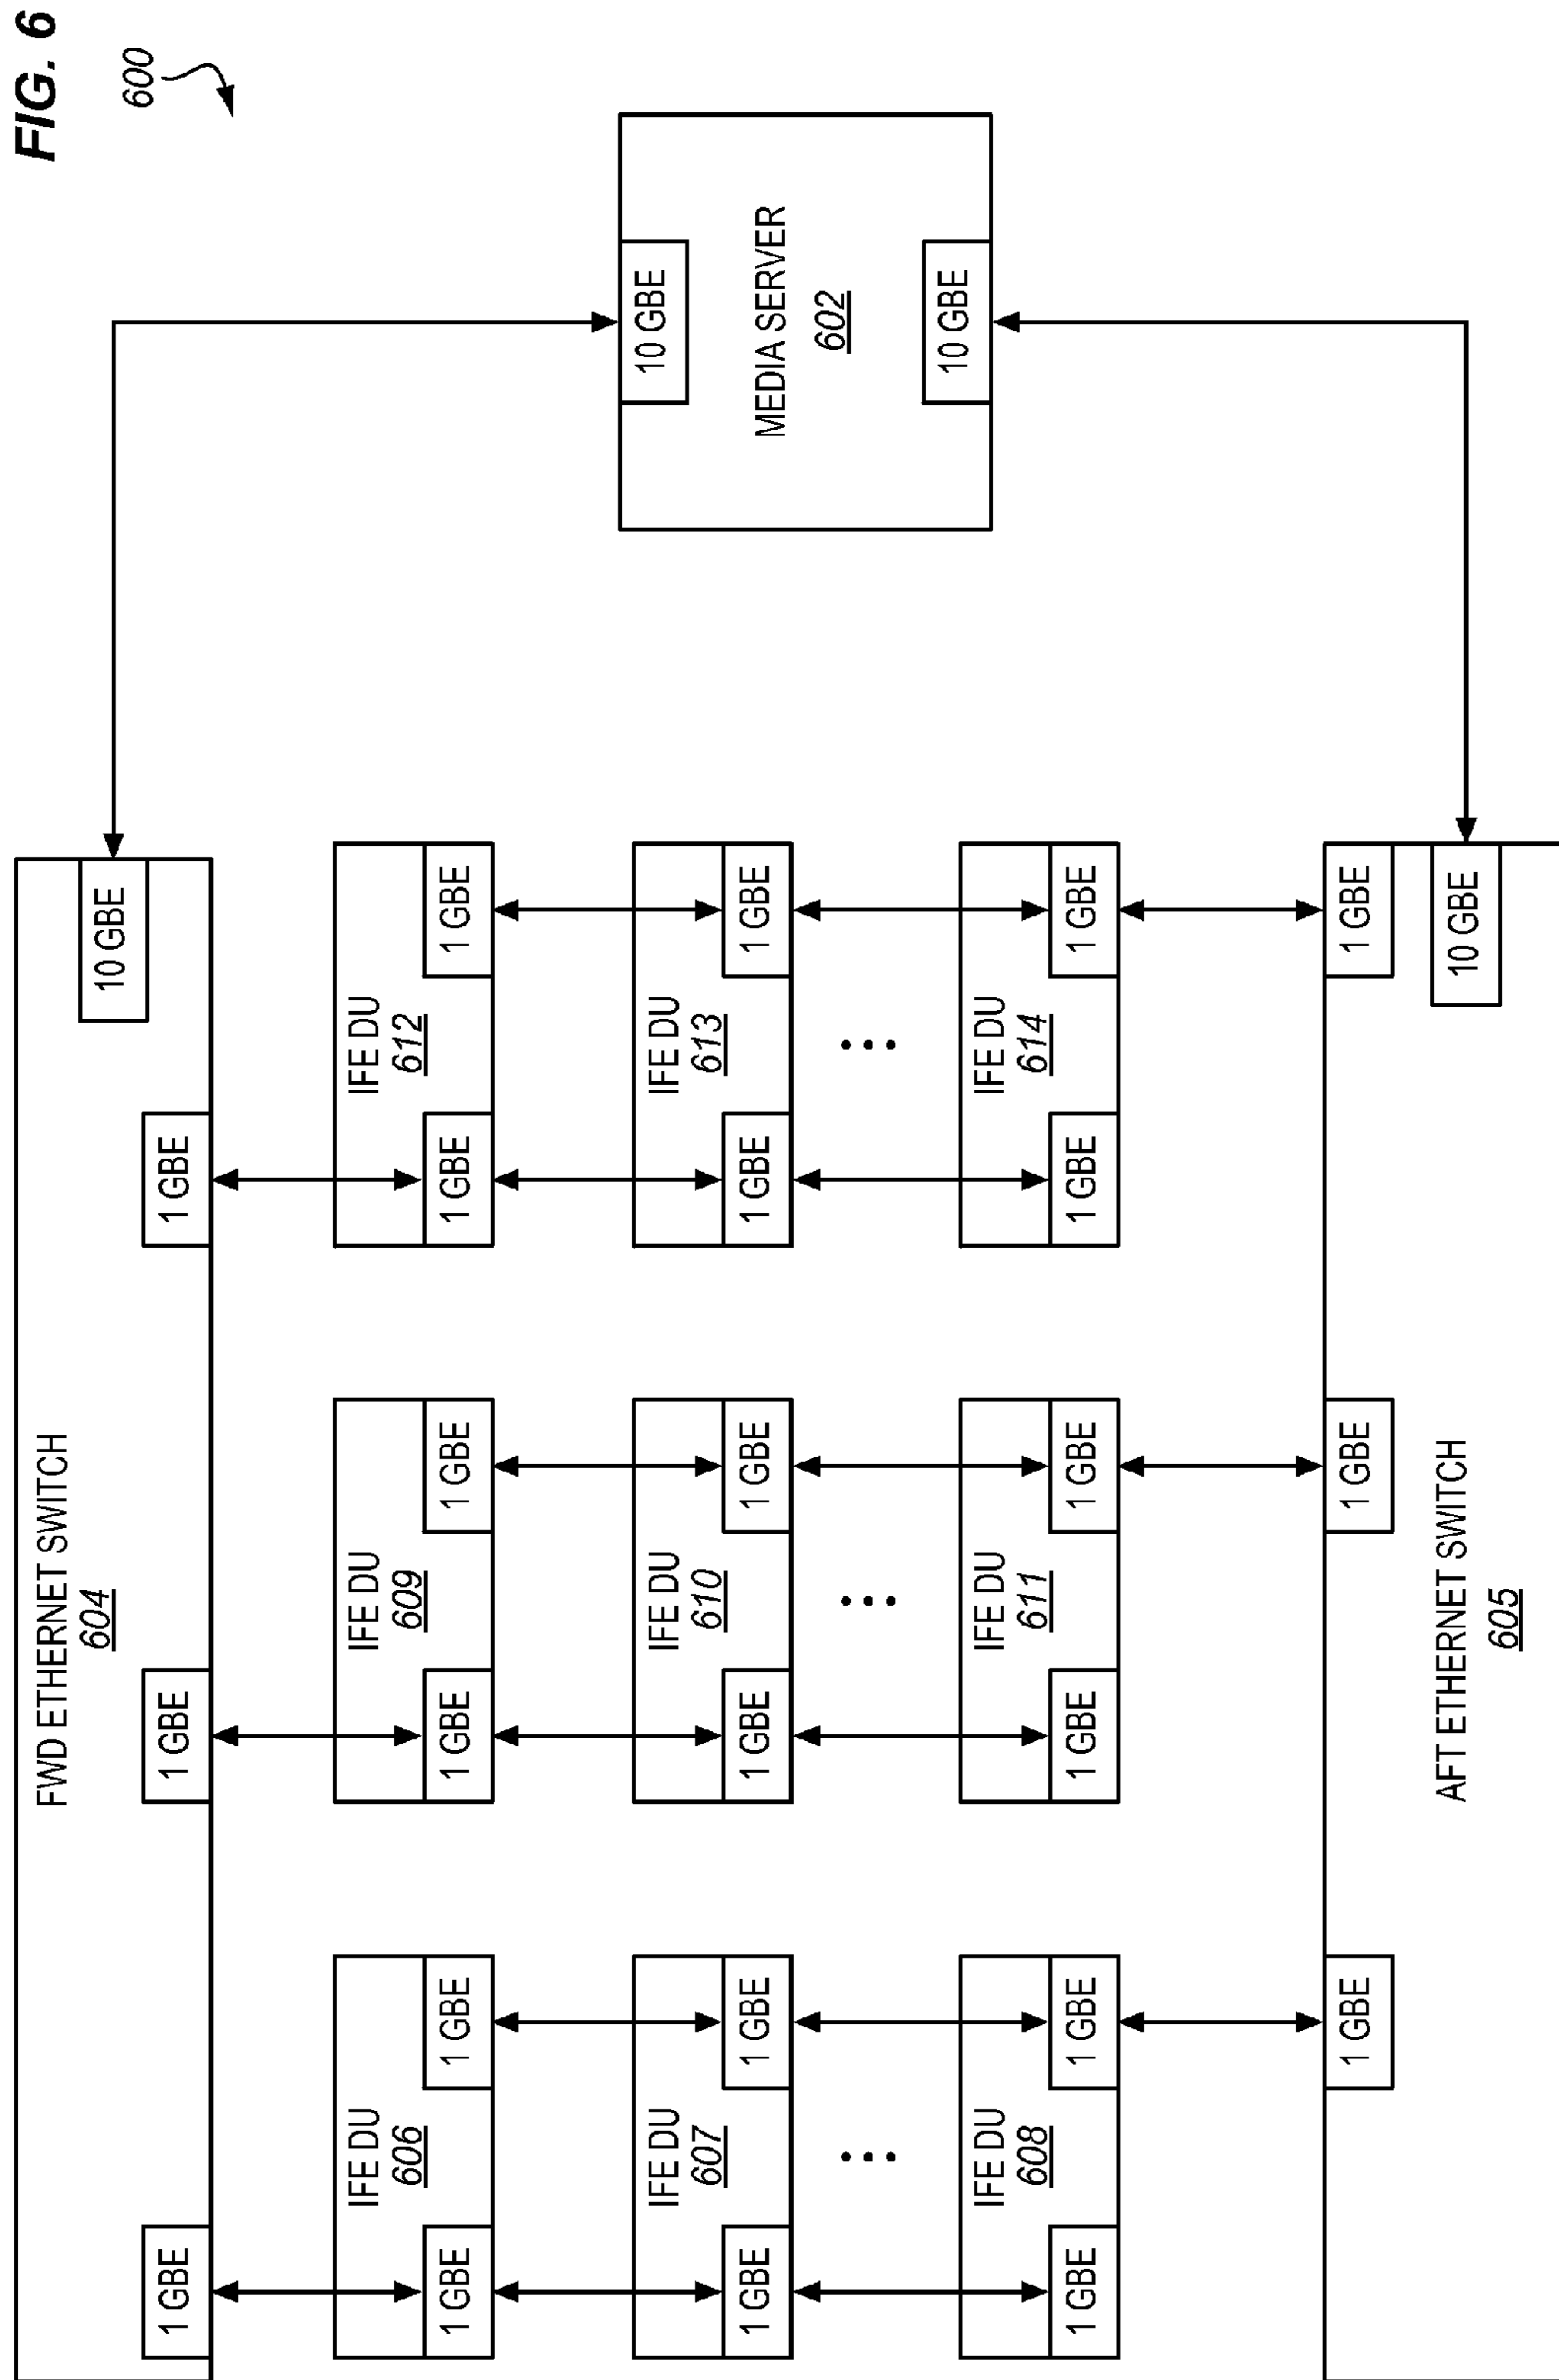 FIG. 6
600
FWD ETHERNET SWITCH
604
10 GBE
1 GBE
1 GBE
1 GBE
IFE DU
606
1 GBE
1 GBE
IFE DU
609
1 GBE
1 GBE
IFE DU
612
1 GBE
1 GBE
IFE DU
607
1 GBE
1 GBE
IFE DU
610
1 GBE
1 GBE
IFE DU
613
1 GBE
1 GBE
10 GBE
MEDIA SERVER
602
10 GBE
...
...
...
IFE DU
608
1 GBE
1 GBE
IFE DU
611
1 GBE
1 GBE
IFE DU
614
1 GBE
1 GBE
1 GBE
1 GBE
1 GBE
AFT ETHERNET SWITCH
605
10 GBE